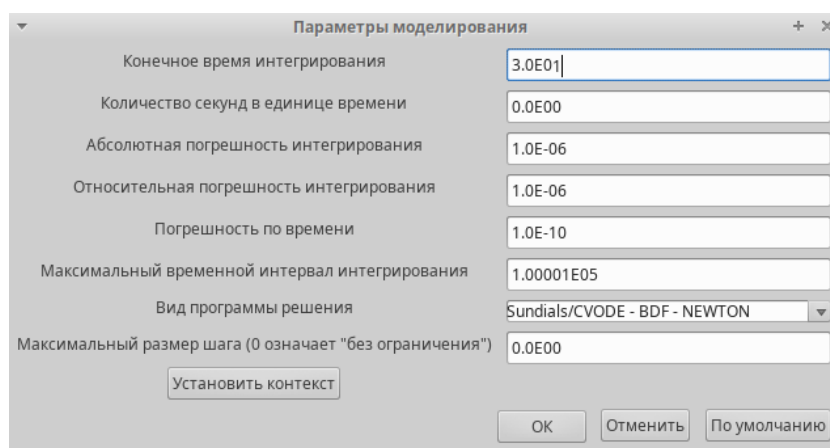 Параметры моделирования
Конечное время интегрирования 3.0E01
Количество секунд в единице времени 0.0E00
Абсолютная погрешность интегрирования 1.0E-06
Относительная погрешность интегрирования 1.0E-06
Погрешность по времени 1.0E-10
Максимальный временной интервал интегрирования 1.00001E05
Вид программы решения Sundials/CVODE - BDF - NEWTON
Максимальный размер шага (0 означает "без ограничения") 0.0E00
Установить контекст
ОК Отменить По умолчанию